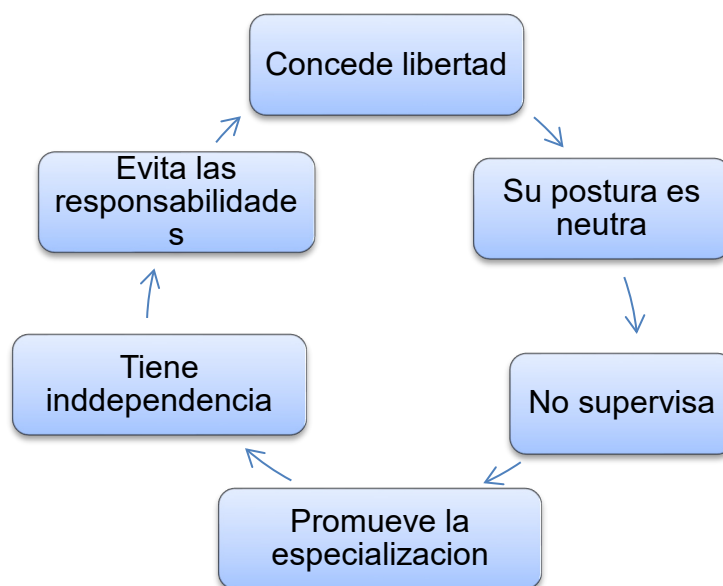 Concede libertad
Su postura es
neutra
No supervisa
Promueve la
especializacion
Tiene
inddependencia
Evita las
responsabilidade
s